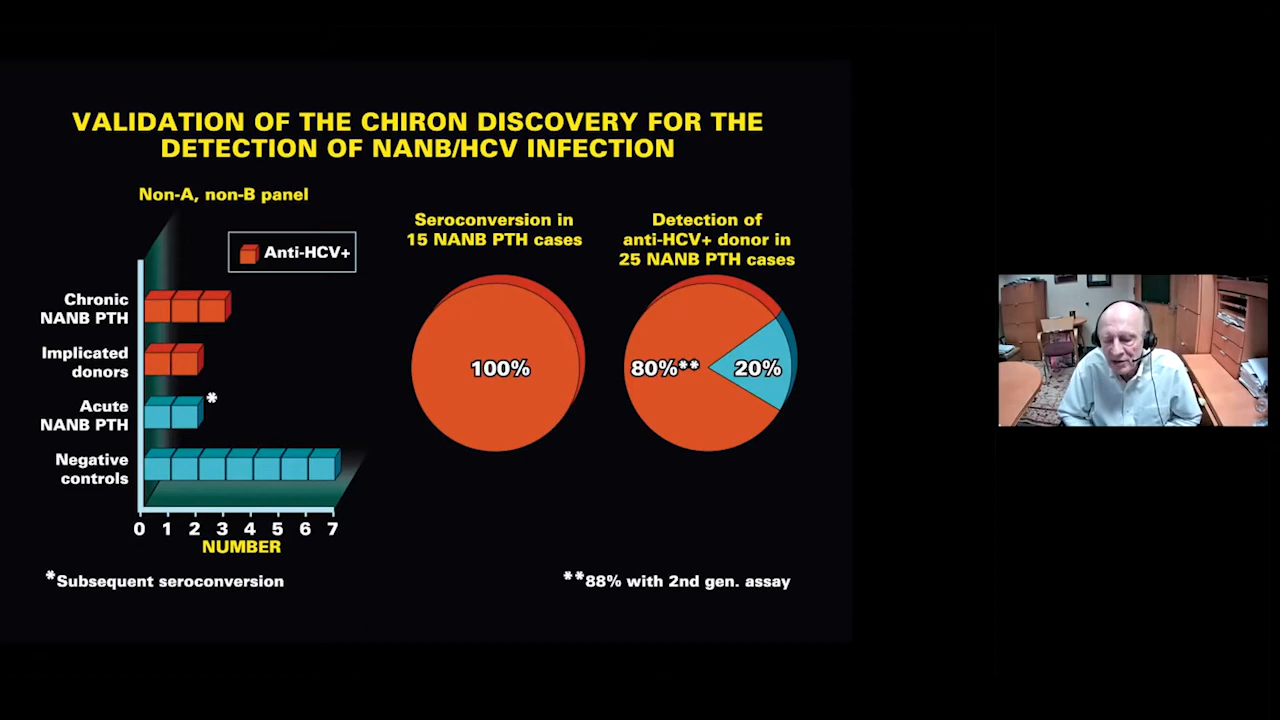 VALIDATION OF THE CHIRON DISCOVERY FOR THE
DETECTION OF NANB/HCV INFECTION
Non-A, non-B panel
Anti-HCV+
Chronic
NANB PTH
Implicated
donors
Acute
NANB PTH
*
Negative
controls
0 1 2 3 4 5 6 7
NUMBER
*Subsequent seroconversion
Seroconversion in
15 NANB PTH cases
100%
Detection of
anti-HCV+ donor in
25 NANB PTH cases
80%** 20%
**88% with 2nd gen. assay